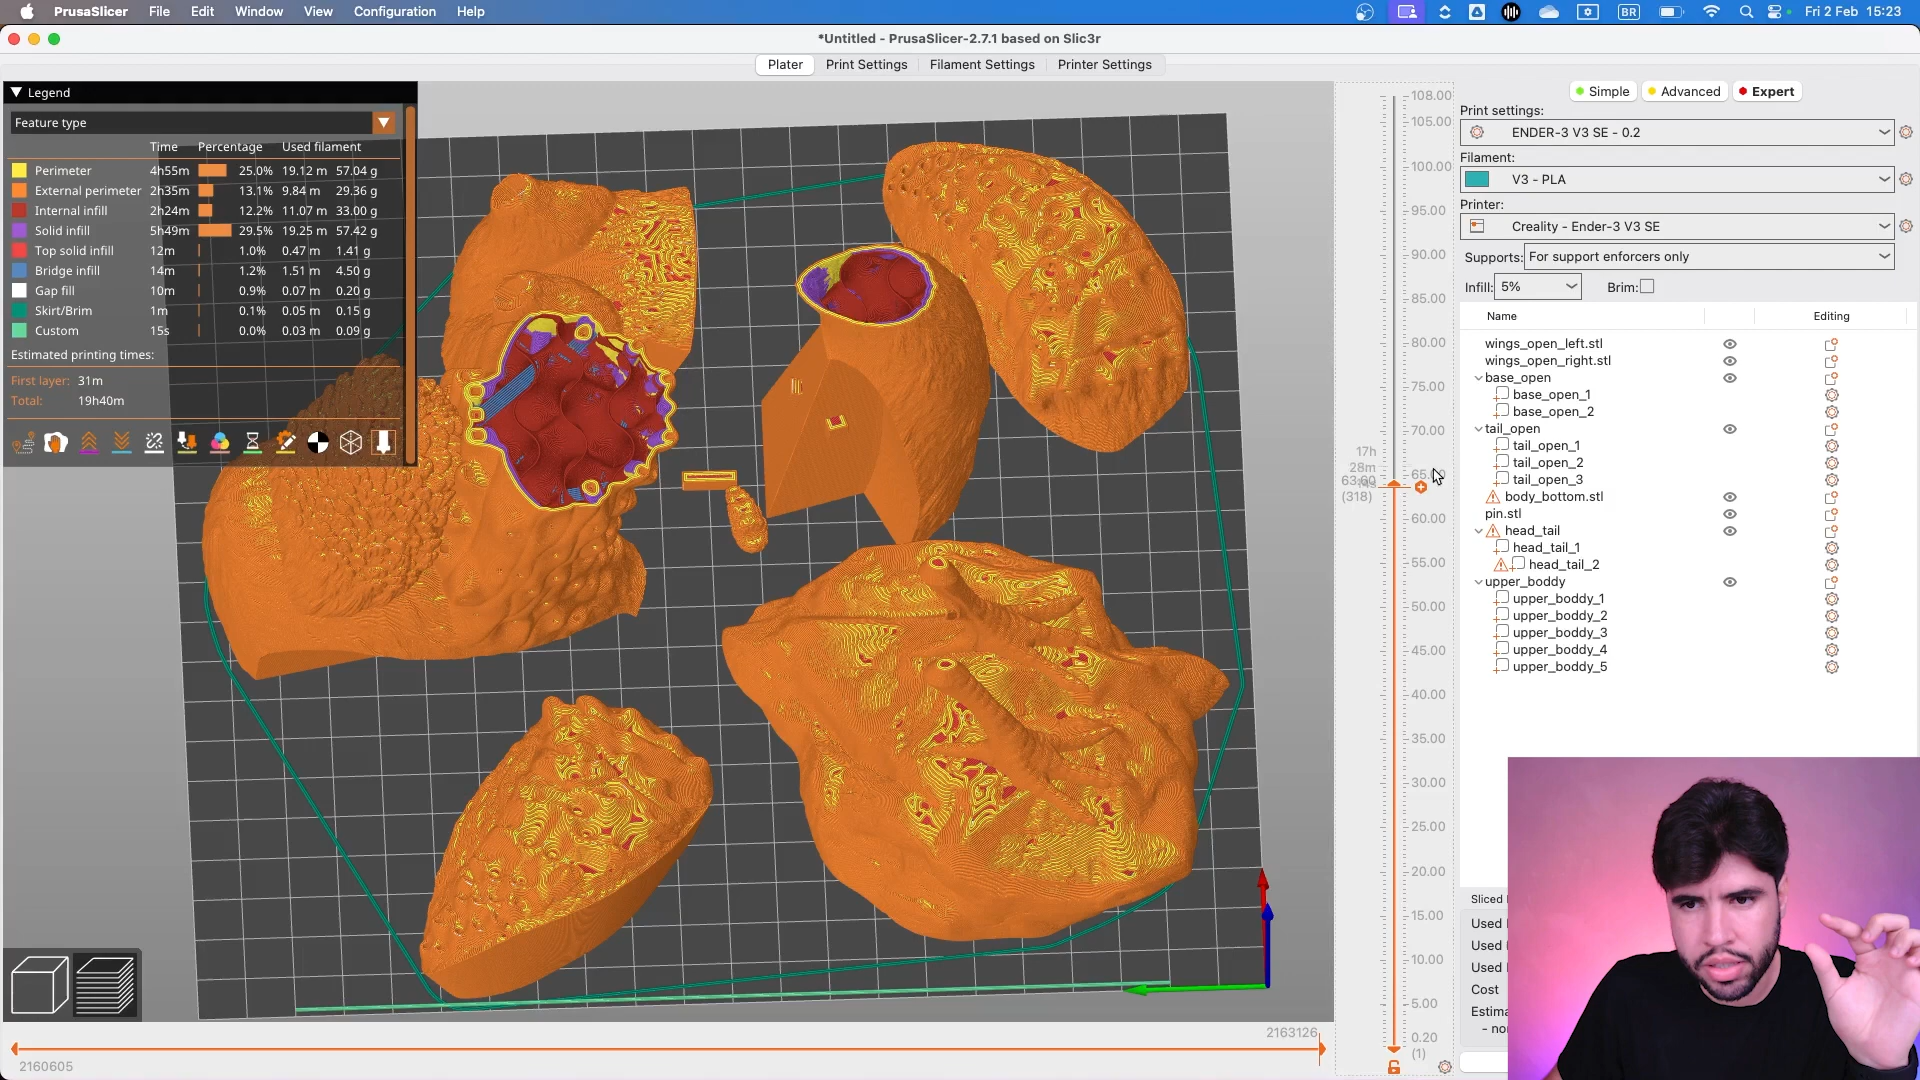 PrusaSlicer File Edit Window View Configuration Help
BR Fri 2 Feb 15:23
*Untitled - PrusaSlicer-2.7.1 based on Slic3r
Plater Print Settings Filament Settings Printer Settings
Legend
Feature type
Time Percentage Used filament
Perimeter 4h55m 25.0% 19.12 m 57.04 g
External perimeter 2h35m 13.1% 9.84 m 29.36 g
Internal infill 2h24m 12.2% 11.07 m 33.00 g
Solid infill 5h49m 29.5% 19.25 m 57.42 g
Top solid infill 12m 1.0% 0.47 m 1.41 g
Bridge infill 14m 1.2% 1.51 m 4.50 g
Gap fill 10m 0.9% 0.07 m 0.20 g
Skirt/Brim 1m 0.1% 0.05 m 0.15 g
Custom 15s 0.0% 0.03 m 0.09 g
Estimated printing times:
First layer: 31m
Total: 19h40m
2163126
2160605
108.00
105.00
100.00
95.00
90.00
85.00
80.00
75.00
70.00
17h
28m
63.60
(318)
60.00
55.00
50.00
45.00
40.00
35.00
30.00
25.00
20.00
15.00
10.00
5.00
0.20
(1)
Simple Advanced Expert
Print settings:
ENDER-3 V3 SE - 0.2
Filament:
V3 - PLA
Printer:
Creality - Ender-3 V3 SE
Supports: For support enforcers only
Infill: 5% Brim:
Name Editing
wings_open_left.stl
wings_open_right.stl
base_open
base_open_1
base_open_2
tail_open
tail_open_1
tail_open_2
tail_open_3
body_bottom.stl
pin.stl
head_tail
head_tail_1
head_tail_2
upper_boddy
upper_boddy_1
upper_boddy_2
upper_boddy_3
upper_boddy_4
upper_boddy_5
Sliced
Used
Used
Used
Cost
Estima
- no